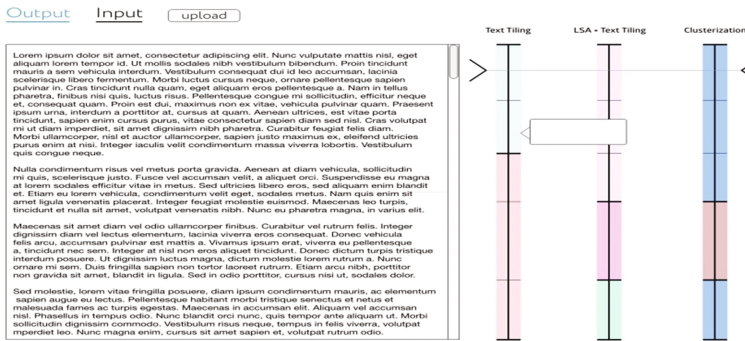 Output Input upload
Text Tiling LSA + Text Tiling Clusterization
Lorem ipsum dolor sit amet, consectetur adipiscing elit. Nunc vulputate mattis nisl, eget
aliquam lorem tempor id. Ut mollis sodales nibh vestibulum bibendum. Proin tincidunt
mauris a sem vehicula interdum. Vestibulum consequat dui id leo accumsan, lacinia
scelerisque libero fermentum. Morbi luctus cursus neque, ornare pellentesque sapien
pulvinar in. Cras tincidunt nulla quam, eget aliquam eros pellentesque a. Nam in tellus
pharetra, finibus nisi quis, luctus risus. Pellentesque congue mi sollicitudin, efficitur neque
et, consequat quam. Proin est dui, maximus non ex vitae, vehicula pulvinar quam. Praesent
ipsum urna, interdum a porttitor at, cursus at quam. Aenean ultrices, est vitae porta
tincidunt, sapien enim cursus purus, vitae consectetur sapien diam sed nisl. Cras volutpat
mi ut diam imperdiet, sit amet dignissim nibh pharetra. Curabitur feugiat felis diam.
Morbi ullamcorper, nisl et auctor ullamcorper, sapien justo maximus ex, eleifend ultricies
purus enim at nisi. Integer iaculis velit condimentum massa viverra lobortis. Vestibulum
quis congue neque.
Nulla condimentum risus vel metus porta gravida. Aenean at diam vehicula, sollicitudin
mi quis, scelerisque justo. Fusce vel accumsan velit, a aliquet orci. Suspendisse eu magna
at lorem sodales efficitur vitae in metus. Sed ultricies libero eros, sed aliquam enim blandit
et. Etiam eu lorem vehicula, condimentum velit eget, sodales metus. Nam quis enim sit
amet ligula venenatis placerat. Integer feugiat molestie euismod. Maecenas leo turpis,
tincidunt et nulla sit amet, volutpat venenatis nibh. Nunc eu pharetra magna, in varius elit.
Maecenas sit amet diam vel odio ullamcorper finibus. Curabitur vel rutrum felis. Integer
dignissim diam vel lectus elementum, lacinia viverra eros consequat. Donec vehicula
felis arcu, accumsan pulvinar est mattis a. Vivamus ipsum erat, viverra eu pellentesque
a, tincidunt nec sem. Integer at nisl non eros aliquet tincidunt. Donec dictum turpis tristique
interdum posuere. Ut dignissim luctus magna, dictum molestie lorem rutrum a. Nunc
ornare mi sem. Duis fringilla sapien non tortor laoreet rutrum. Etiam arcu nibh, porttitor
non gravida sit amet, blandit in ligula. Sed in odio porttitor, cursus nisi ut, sodales dolor.
Sed molestie, lorem vitae fringilla posuere, diam ipsum condimentum mauris, ac elementum
sapien augue eu lectus. Pellentesque habitant morbi tristique senectus et netus et
malesuada fames ac turpis egestas. Maecenas in accumsan elit. Aliquam vel accumsan
nisl. Phasellus in tempus odio. Nunc blandit orci nunc, quis tempor ante aliquam ut. Morbi
sollicitudin dignissim commodo. Vestibulum risus neque, tempus in felis viverra, volutpat
mperdiet leo. Nunc magna enim, cursus sit amet volutpat quis, rutrum odio.